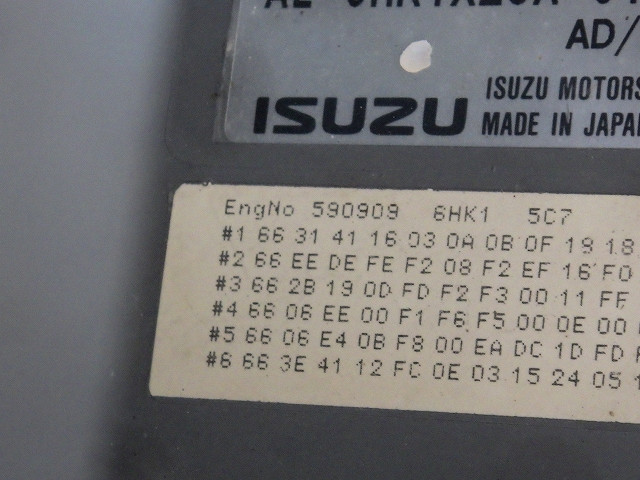 AD/
ISUZU
ISUZU MOTORS
MADE IN JAPAN
EngNo 590909 6HK1 5C7
#1 66 31 41 16 03 0A 0B 0F 19 18
#2 66 EE DE FE F2 08 F2 EF 16 F0
#3 66 2B 19 0D FD F2 F3 00 11 FF
#4 66 06 EE 00 F1 F6 F5 00 0E 00
#5 66 06 E4 0B F8 00 EA DC 1D FD
#6 66 3E 41 12 FC 0E 03 15 24 05 1